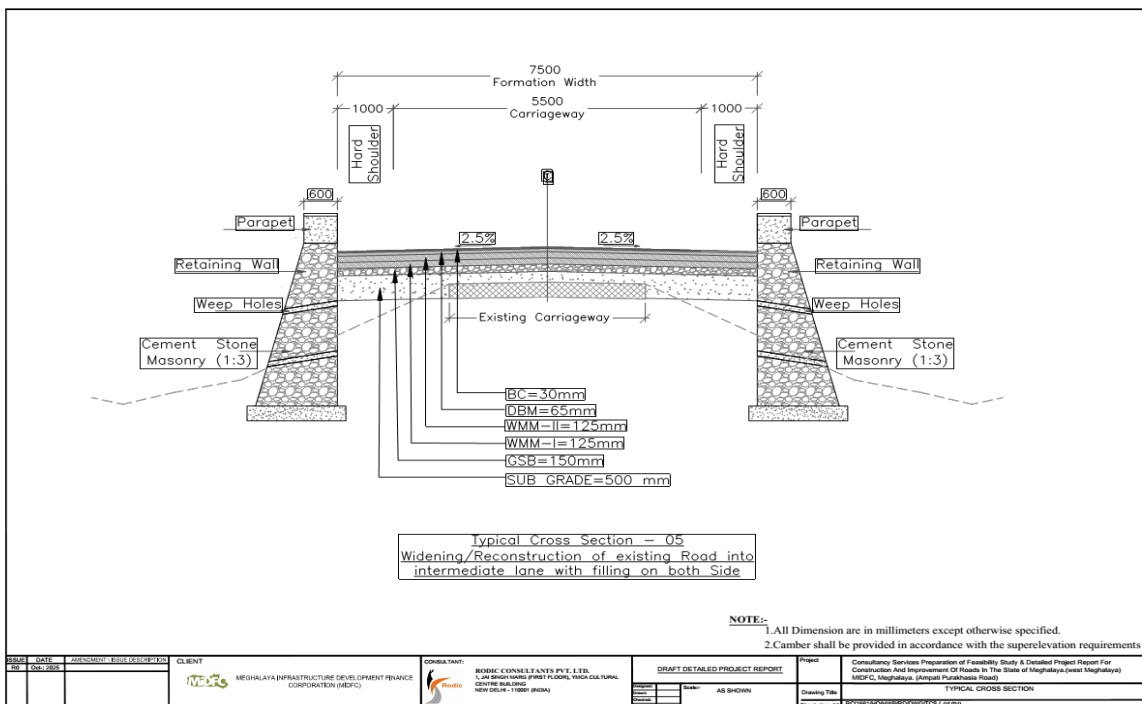 7500
Formation Width
1000
5500
Carriageway
1000
Hard
Shoulder
Hard
Shoulder
600
600
Parapet
Parapet
2.5%
2.5%
Retaining Wall
Retaining Wall
Weep Holes
Weep Holes
Existing Carriageway
Cement Stone
Masonry (1:3)
Cement Stone
Masonry (1:3)
BC=30mm
DBM=65mm
WMM-II=125mm
WMM-I=125mm
GSB=150mm
SUB GRADE=500 mm
Typical Cross Section - 05
Widening/Reconstruction of existing Road into
intermediate lane with filling on both Side
NOTE:-
1.All Dimension are in millimeters except otherwise specified.
2.Camber shall be provided in accordance with the superelevation requirements
ISSUE DATE AMENDMENT \ ISSUE DESCRIPTION
R0 Oct-2025
CLIENT
MIDFC
MEGHALAYA INFRASTRUCTURE DEVELOPMENT FINANCE
CORPORATION (MIDFC)
CONSULTANT:
Rodic
RODIC CONSULTANTS PVT. LTD.
1, JAI SINGH MARG (FIRST FLOOR), YMCA CULTURAL
CENTRE BUILDING
NEW DELHI - 110001 (INDIA)
DRAFT DETAILED PROJECT REPORT
Scale:- AS SHOWN
Project
Consultancy Services Preparation of Feasibility Study & Detailed Project Report For
Construction And Improvement Of Roads In The State of Meghalaya.(west Meghalaya)
MIDFC, Meghalaya. (Ampati Purakhasia Road)
Drawing Title
TYPICAL CROSS SECTION